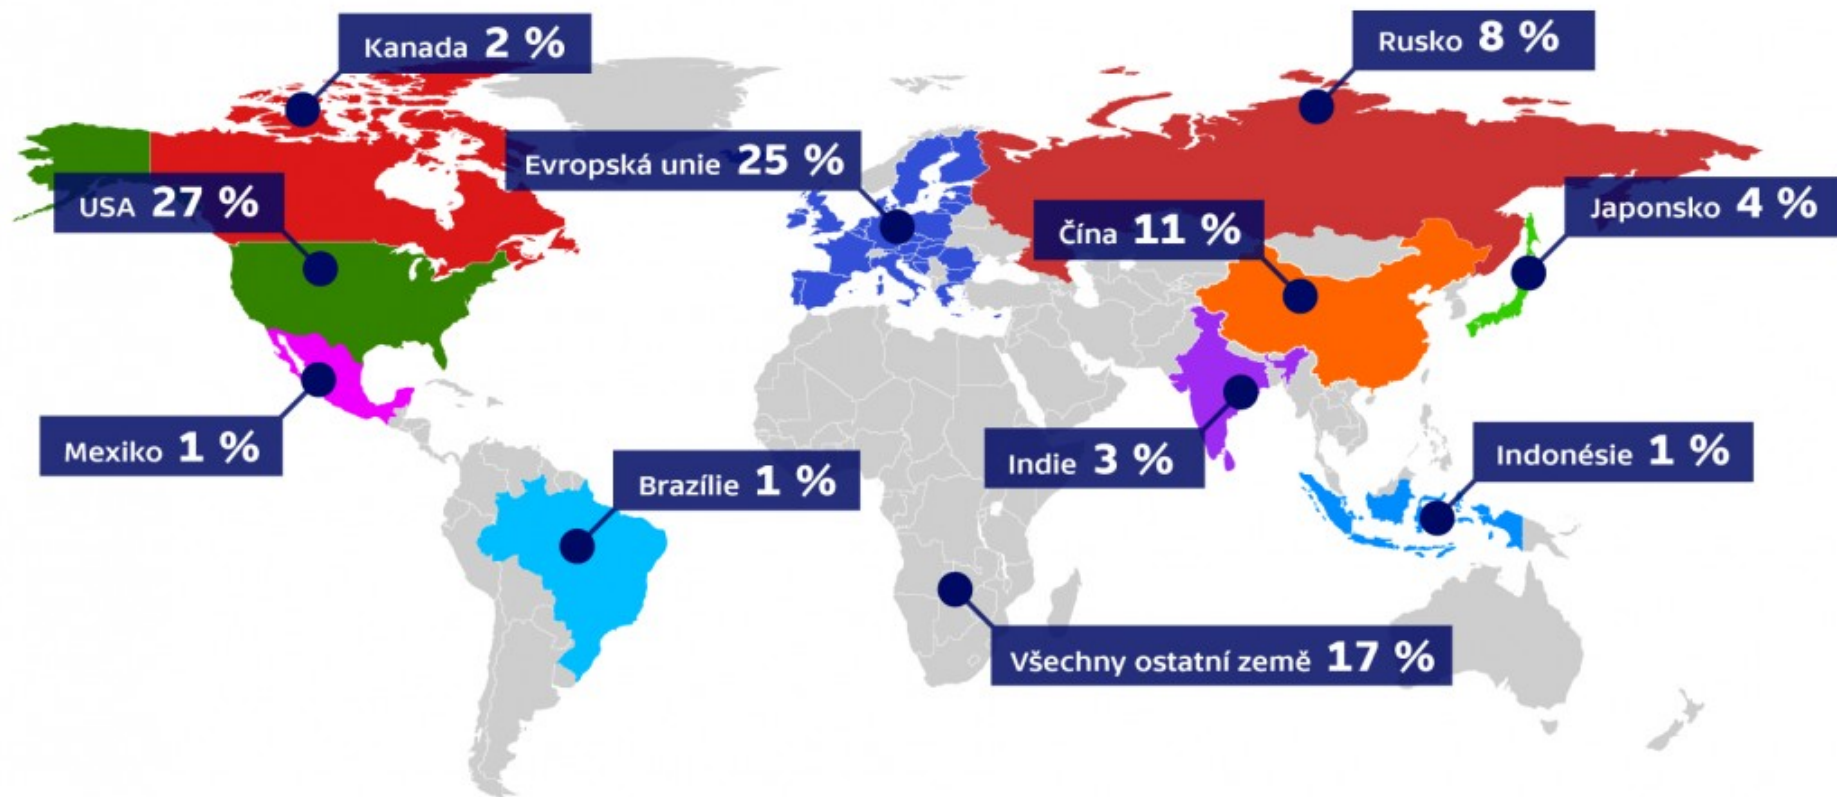 Kanada 2 %
Rusko 8 %
Evropská unie 25 %
USA 27 %
Japonsko 4 %
Čína 11 %
Mexiko 1 %
Brazílie 1 %
Indie 3 %
Indonésie 1 %
Všechny ostatní země 17 %